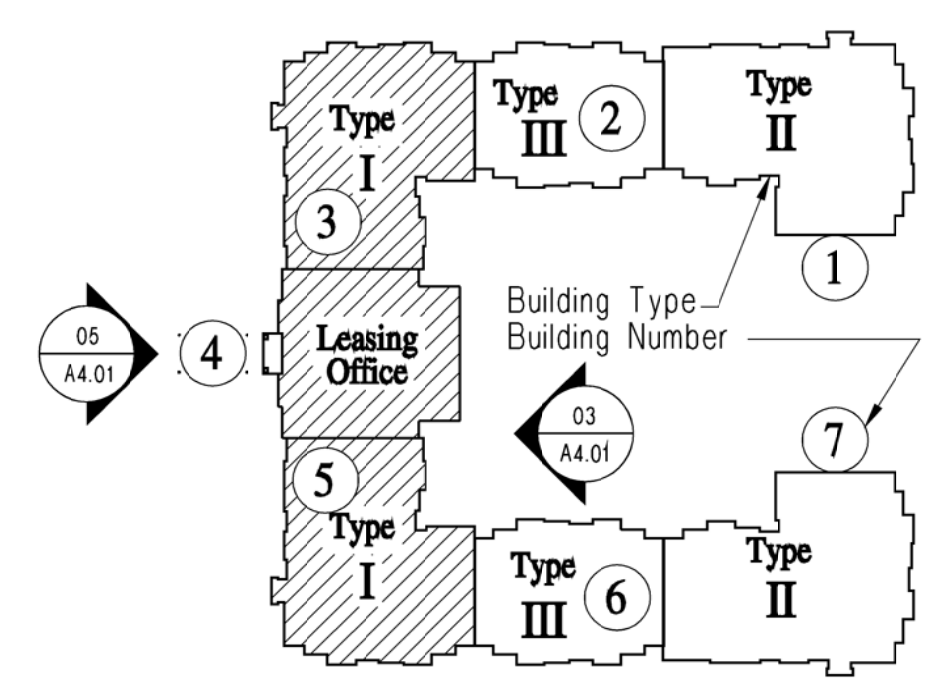 Type
I
3
Type
III
2
Type
II
1
Building Type
Building Number
05
A4.01
4
Leasing
Office
03
A4.01
7
5
Type
I
Type
III
6
Type
II